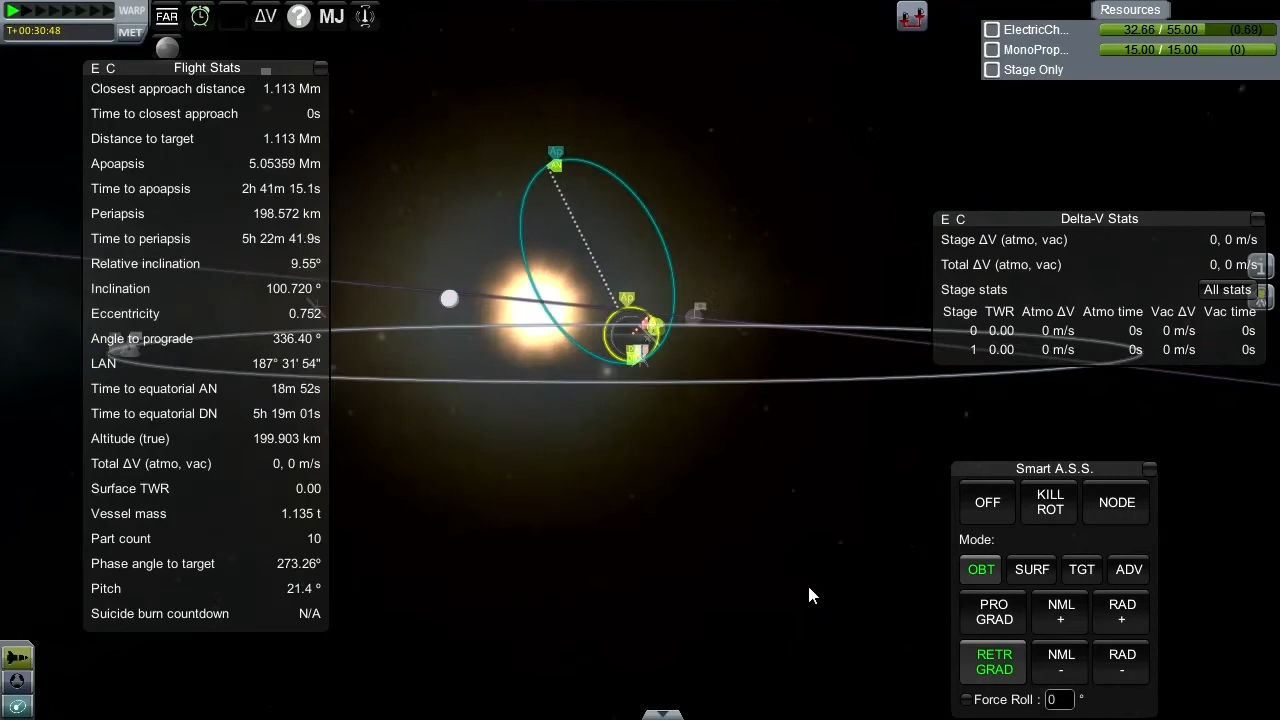 WARP
T+00:30:48
MET
FAR
ΔV
?
MJ
Resources
ElectricCh... 32.66 / 55.00 (0.69)
MonoProp... 15.00 / 15.00 (0)
Stage Only
E C Flight Stats
Closest approach distance 1.113 Mm
Time to closest approach 0s
Distance to target 1.113 Mm
Apoapsis 5.05359 Mm
Time to apoapsis 2h 41m 15.1s
Periapsis 198.572 km
Time to periapsis 5h 22m 41.9s
Relative inclination 9.55º
Inclination 100.720 º
Eccentricity 0.752
Angle to prograde 336.40 º
LAN 187° 31' 54"
Time to equatorial AN 18m 52s
Time to equatorial DN 5h 19m 01s
Altitude (true) 199.903 km
Total ΔV (atmo, vac) 0, 0 m/s
Surface TWR 0.00
Vessel mass 1.135 t
Part count 10
Phase angle to target 273.26º
Pitch 21.4 º
Suicide burn countdown N/A
Ap
Ap
E C Delta-V Stats
Stage ΔV (atmo, vac) 0, 0 m/s
Total ΔV (atmo, vac) 0, 0 m/s
Stage stats All stats
Stage TWR Atmo ΔV Atmo time Vac ΔV Vac time
0 0.00 0 m/s 0s 0 m/s 0s
1 0.00 0 m/s 0s 0 m/s 0s
Smart A.S.S.
OFF
KILL
ROT
NODE
Mode:
OBT SURF TGT ADV
PRO
GRAD
NML
+
RAD
+
RETR
GRAD
NML
-
RAD
-
Force Roll : 0 °